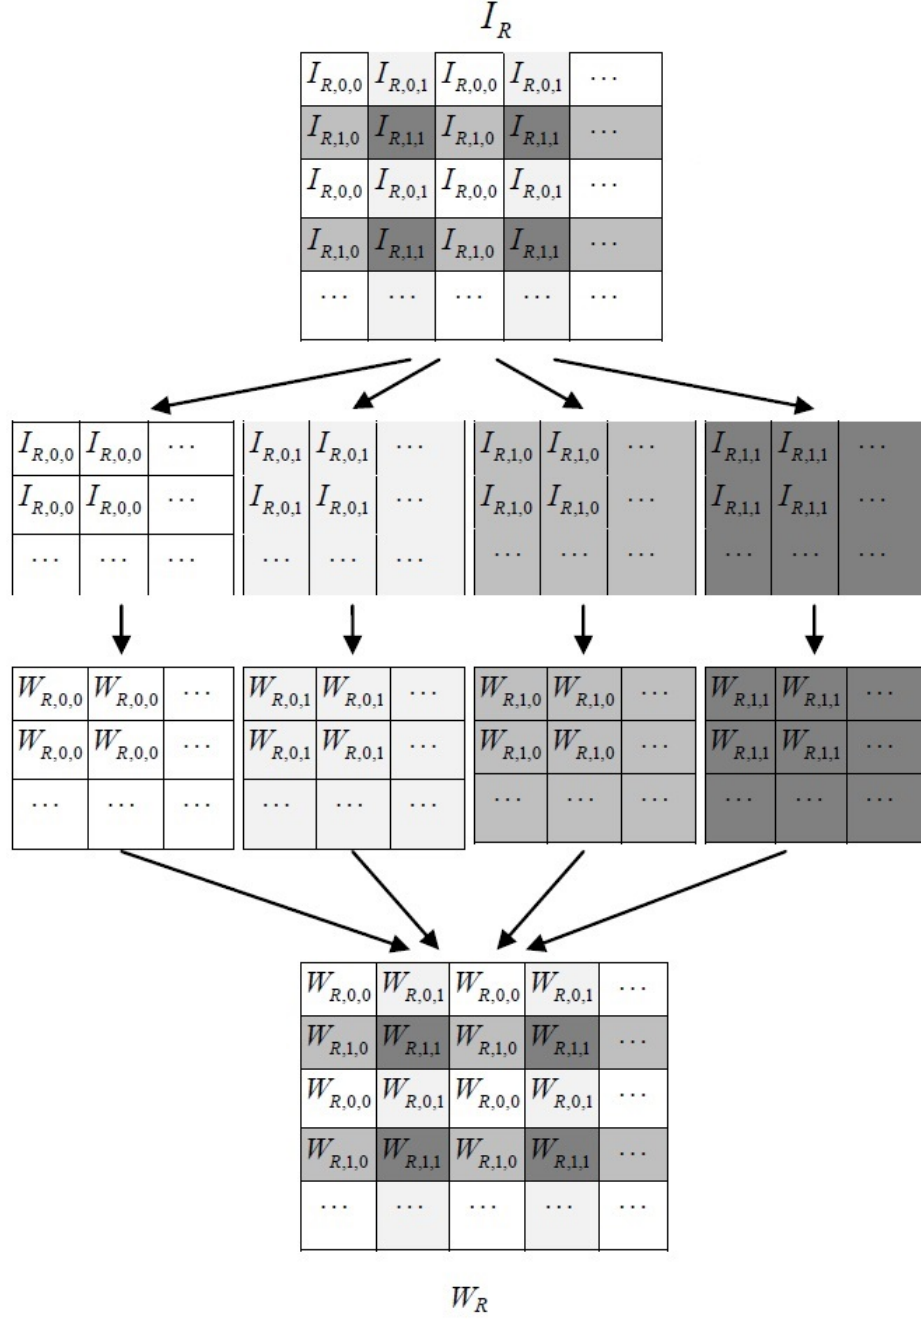 I_R
I_{R,0,0} I_{R,0,1} I_{R,0,0} I_{R,0,1} ...
I_{R,1,0} I_{R,1,1} I_{R,1,0} I_{R,1,1} ...
I_{R,0,0} I_{R,0,1} I_{R,0,0} I_{R,0,1} ...
I_{R,1,0} I_{R,1,1} I_{R,1,0} I_{R,1,1} ...
... ... ... ... ...
I_{R,0,0} I_{R,0,0} ... I_{R,0,1} I_{R,0,1} ... I_{R,1,0} I_{R,1,0} ... I_{R,1,1} I_{R,1,1} ...
I_{R,0,0} I_{R,0,0} ... I_{R,0,1} I_{R,0,1} ... I_{R,1,0} I_{R,1,0} ... I_{R,1,1} I_{R,1,1} ...
... ... ... ... ... ... ... ... ... ... ... ...
W_{R,0,0} W_{R,0,0} ... W_{R,0,1} W_{R,0,1} ... W_{R,1,0} W_{R,1,0} ... W_{R,1,1} W_{R,1,1} ...
W_{R,0,0} W_{R,0,0} ... W_{R,0,1} W_{R,0,1} ... W_{R,1,0} W_{R,1,0} ... W_{R,1,1} W_{R,1,1} ...
... ... ... ... ... ... ... ... ... ... ... ...
W_{R,0,0} W_{R,0,1} W_{R,0,0} W_{R,0,1} ...
W_{R,1,0} W_{R,1,1} W_{R,1,0} W_{R,1,1} ...
W_{R,0,0} W_{R,0,1} W_{R,0,0} W_{R,0,1} ...
W_{R,1,0} W_{R,1,1} W_{R,1,0} W_{R,1,1} ...
... ... ... ... ...
W_R